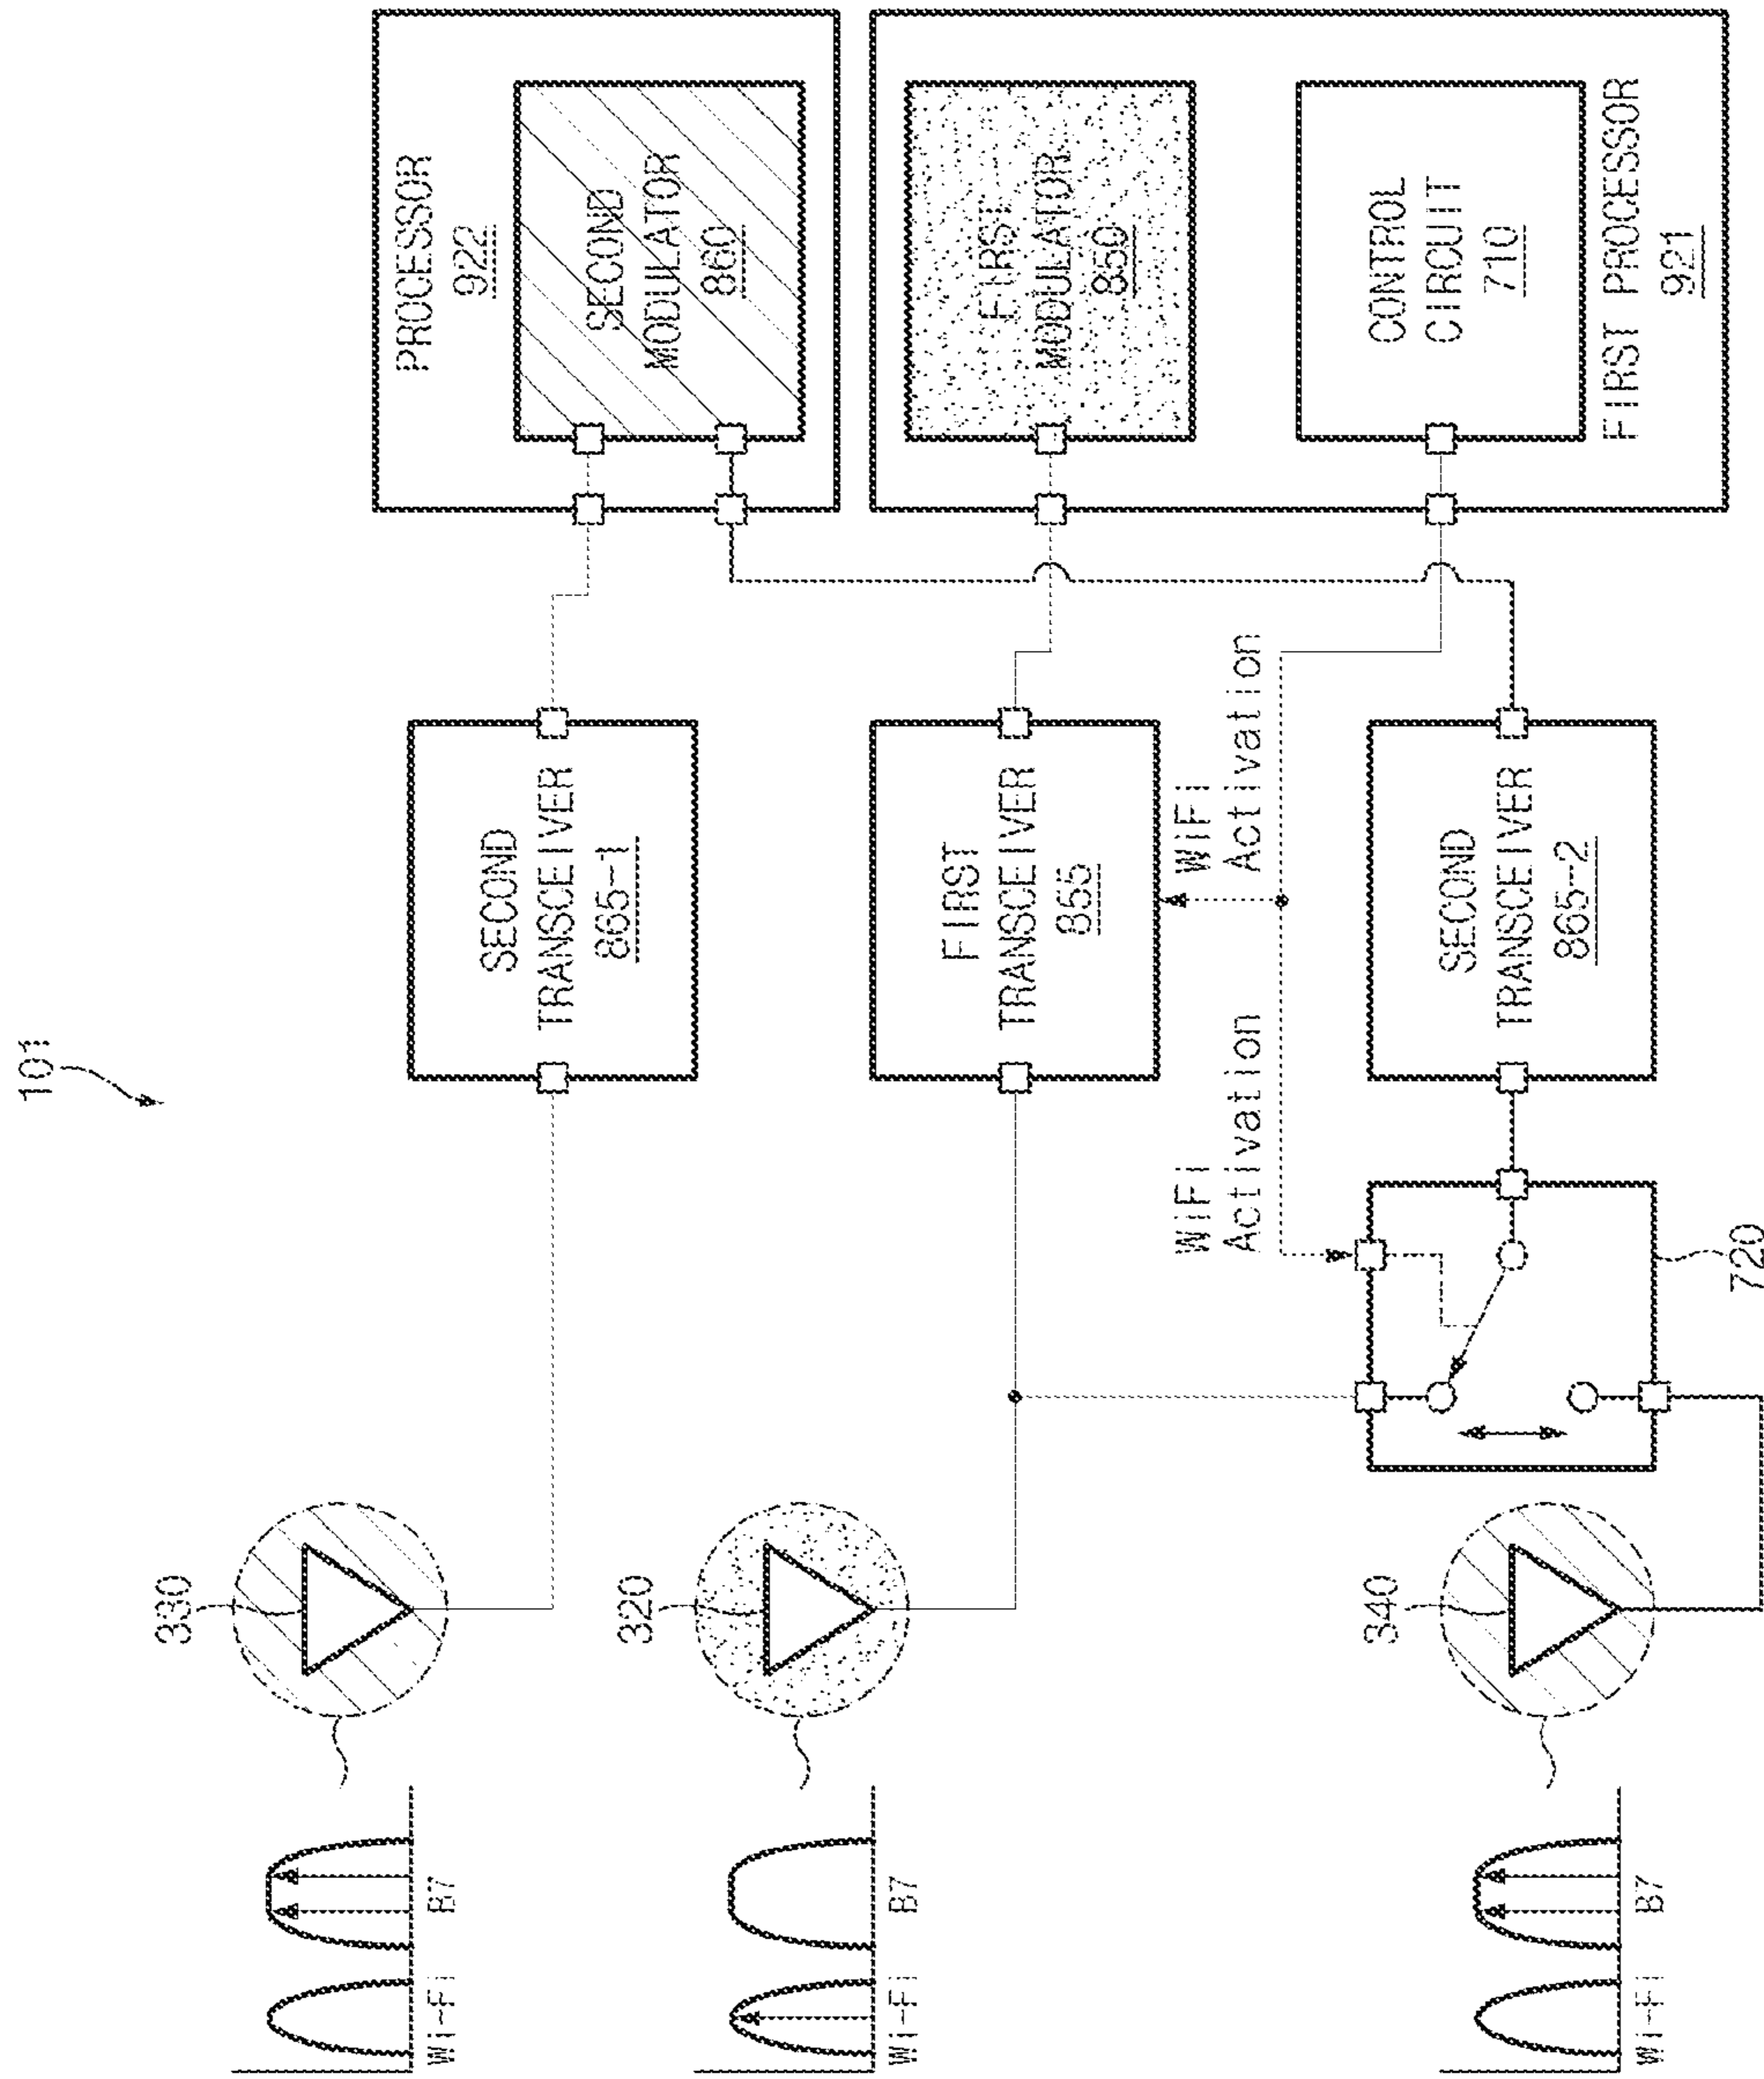 101
330
320
340
Wi-Fi
B7
Wi-Fi
B7
Wi-Fi
B7
SECOND
TRANSCEIVER
865-1
FIRST
TRANSCEIVER
855
WiFi
Activation
WiFi
Activation
SECOND
TRANSCEIVER
865-2
720
PROCESSOR
922
SECOND
MODULATOR
860
FIRST
MODULATOR
850
CONTROL
CIRCUIT
710
FIRST PROCESSOR
921